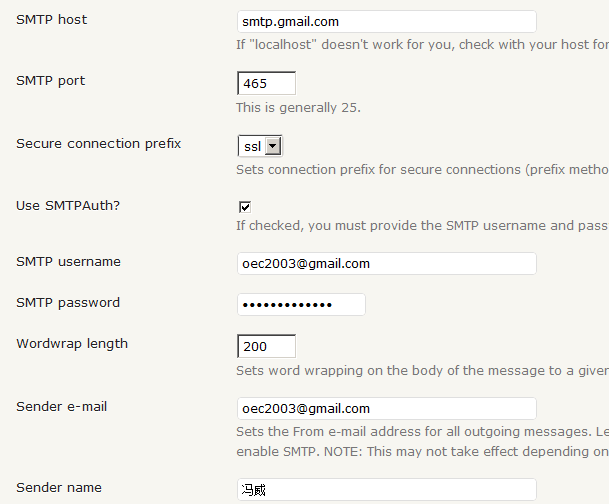 SMTP host
smtp.gmail.com
If "localhost" doesn't work for you, check with your host for
SMTP port
465
This is generally 25.
Secure connection prefix
ssl
Sets connection prefix for secure connections (prefix metho
Use SMTPAuth?
If checked, you must provide the SMTP username and pass
SMTP username
oec2003@gmail.com
SMTP password
•••••••••••••
Wordwrap length
200
Sets word wrapping on the body of the message to a given
Sender e-mail
oec2003@gmail.com
Sets the From e-mail address for all outgoing messages. Le
enable SMTP. NOTE: This may not take effect depending on
Sender name
冯威